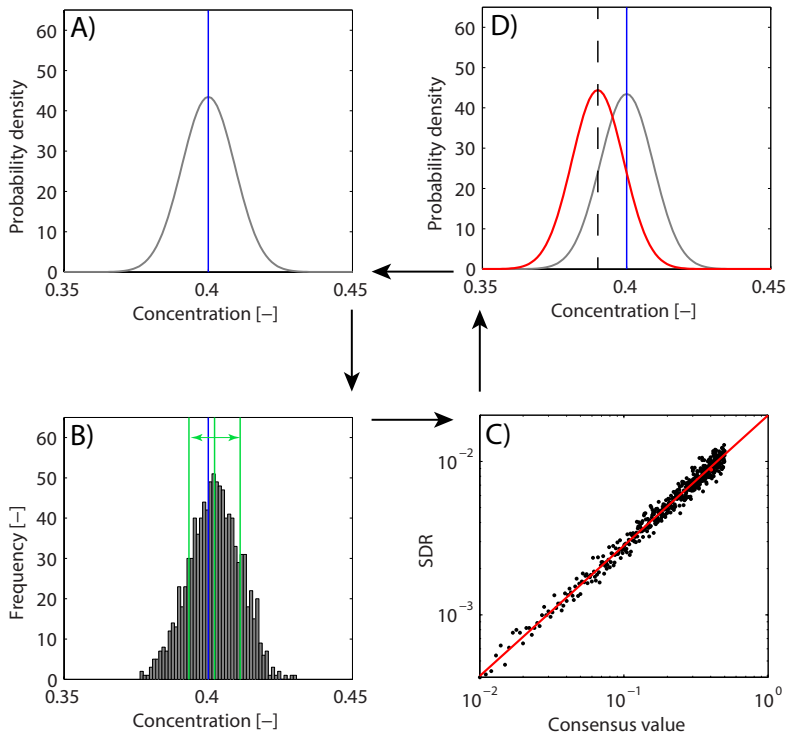 A)
Probability density
60
50
40
30
20
10
0
0.35
0.4
0.45
Concentration [−]
D)
Probability density
60
50
40
30
20
10
0
0.35
0.4
0.45
Concentration [−]
B)
Frequency [−]
60
50
40
30
20
10
0
0.35
0.4
0.45
Concentration [−]
C)
SDR
10−2
10−3
10−2
10−1
100
Consensus value